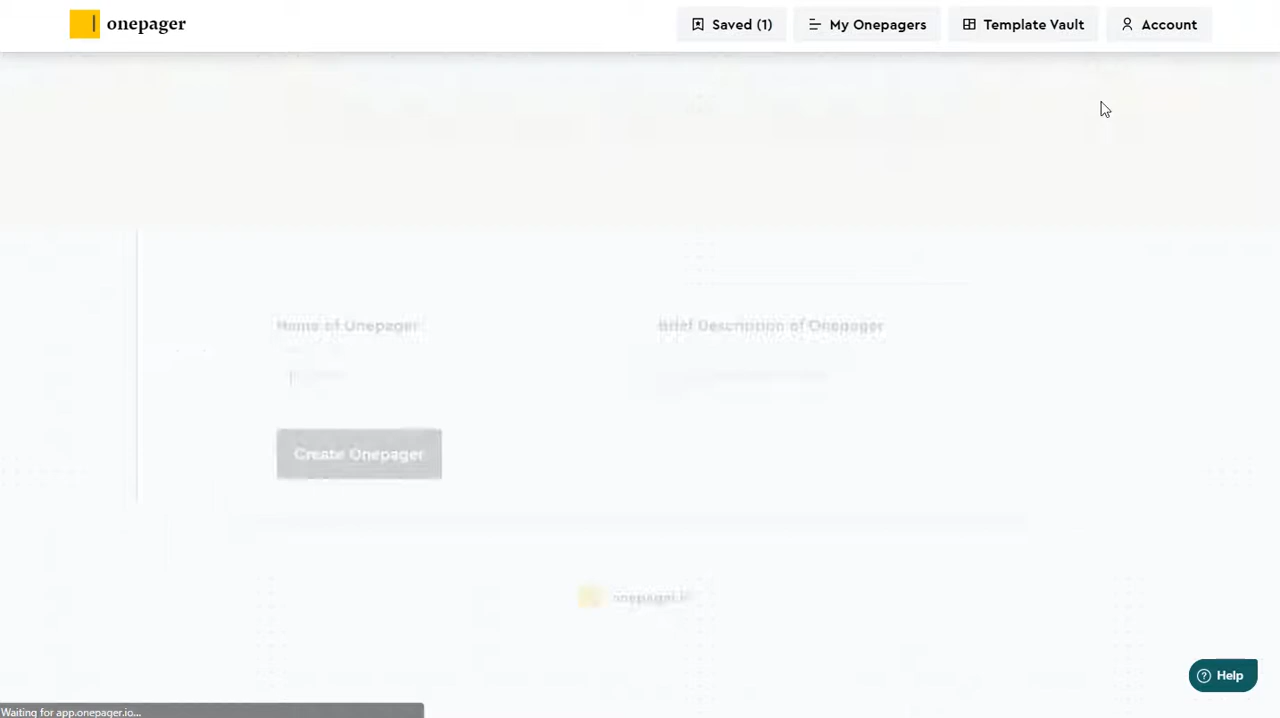 onepager
Saved (1)
My Onepagers
Template Vault
Account
Name of Onepager
Brief Description of Onepager
Create Onepager
onepager.io
Help
Waiting for app.onepager.io...